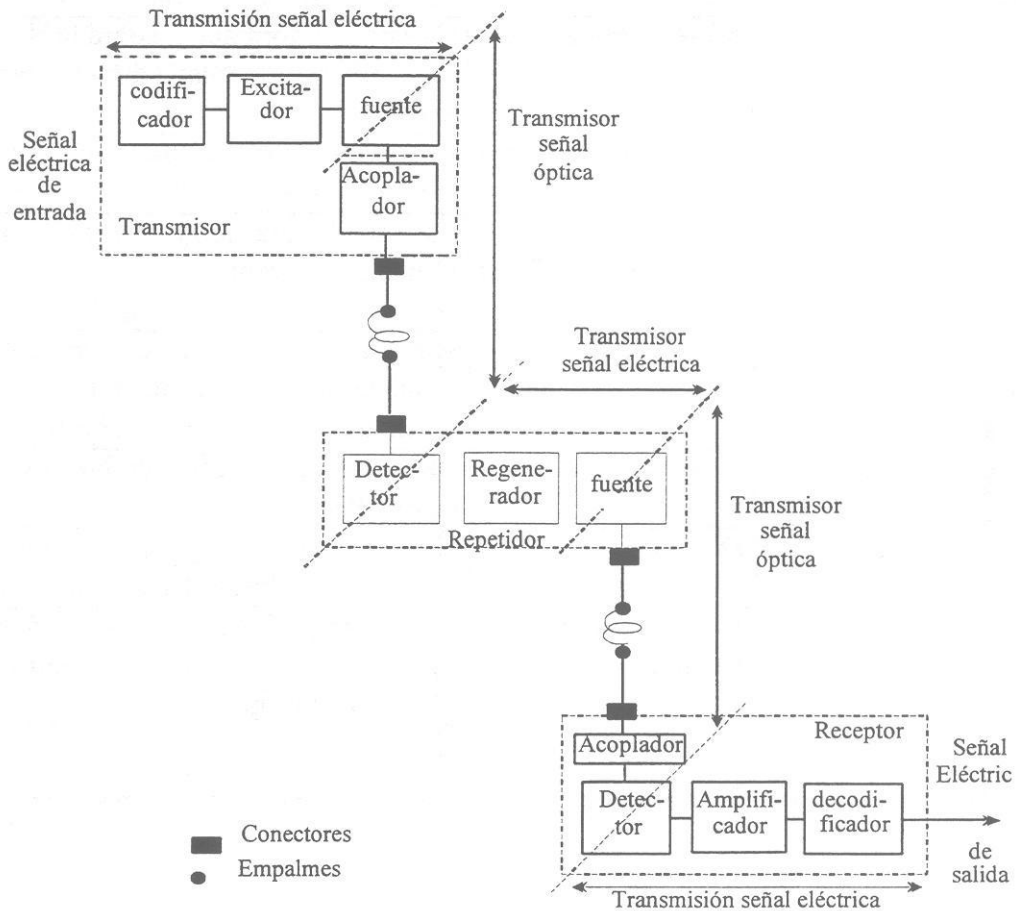 Transmisión señal eléctrica
codifi-
cador
Excita-
dor
fuente
Acopla-
dor
Señal
eléctrica
de
entrada
Transmisor
Transmisor
señal
óptica
Transmisor
señal eléctrica
Detec-
tor
Regene-
rador
fuente
Repetidor
Transmisor
señal
óptica
Acoplador
Receptor
Detec-
tor
Amplifi-
cador
decodi-
ificador
Señal
Eléctric
de
salida
Transmisión señal eléctrica
Conectores
Empalmes